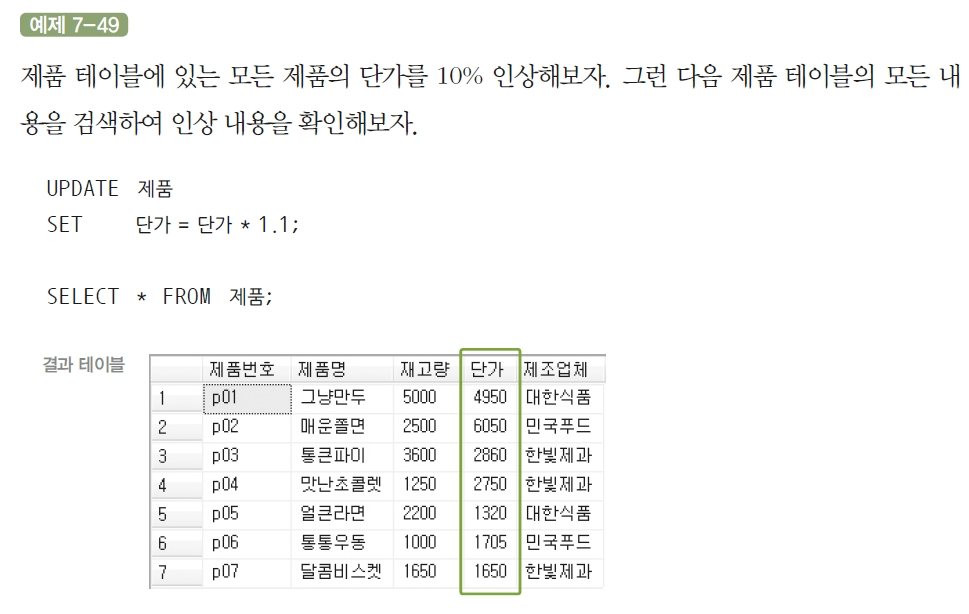 예제 7-49
제품 테이블에 있는 모든 제품의 단가를 10% 인상해보자. 그런 다음 제품 테이블의 모든 내
용을 검색하여 인상 내용을 확인해보자.
UPDATE 제품
SET 단가 = 단가 * 1.1;
SELECT * FROM 제품;
결과 테이블
제품번호 제품명 재고량 단가 제조업체
1 p01 그냥만두 5000 4950 대한식품
2 p02 매운쫄면 2500 6050 민국푸드
3 p03 통큰파이 3600 2860 한빛제과
4 p04 맛난초콜렛 1250 2750 한빛제과
5 p05 얼큰라면 2200 1320 대한식품
6 p06 통통우동 1000 1705 민국푸드
7 p07 달콤비스켓 1650 1650 한빛제과